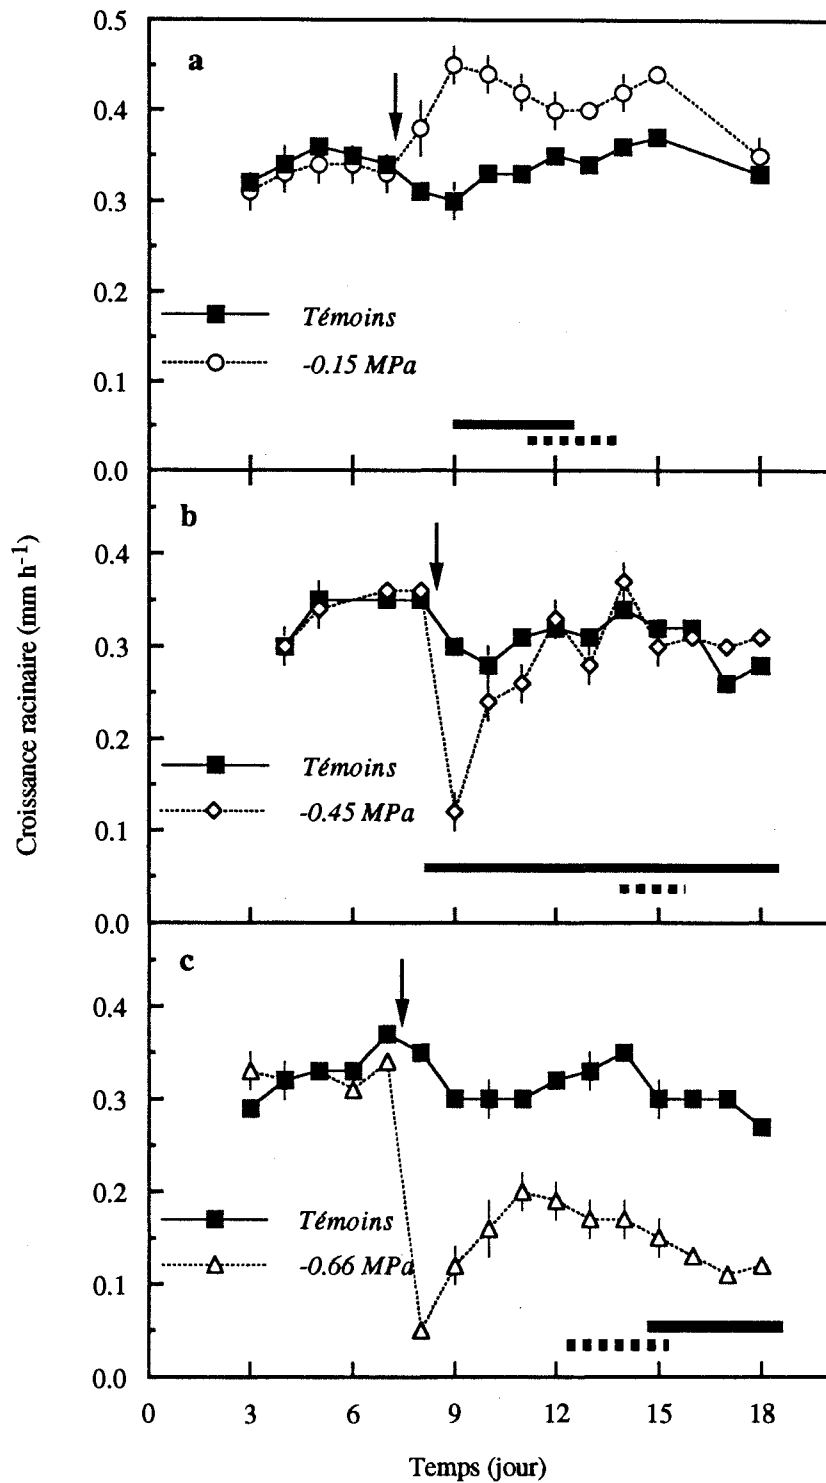 0.5
a
0.4
0.3
0.2
Témoins
-0.15 MPa
0.1
0.0
b
0.4
0.3
0.2
Témoins
-0.45 MPa
0.1
0.0
c
0.4
0.3
0.2
Témoins
-0.66 MPa
0.1
0.0
0 3 6 9 12 15 18
Temps (jour)
Croissance racinaire (mm h⁻¹)